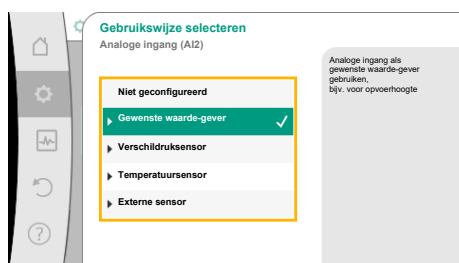 Gebruikswijze selecteren
Analoge ingang (AI2)
Niet geconfigureerd
Gewenste waarde-gever
Verschildruksensor
Temperatuursensor
Externe sensor
Analoge ingang als
gewenste waarde-gever
gebruiken,
bijv. voor opvoerhoogte
?